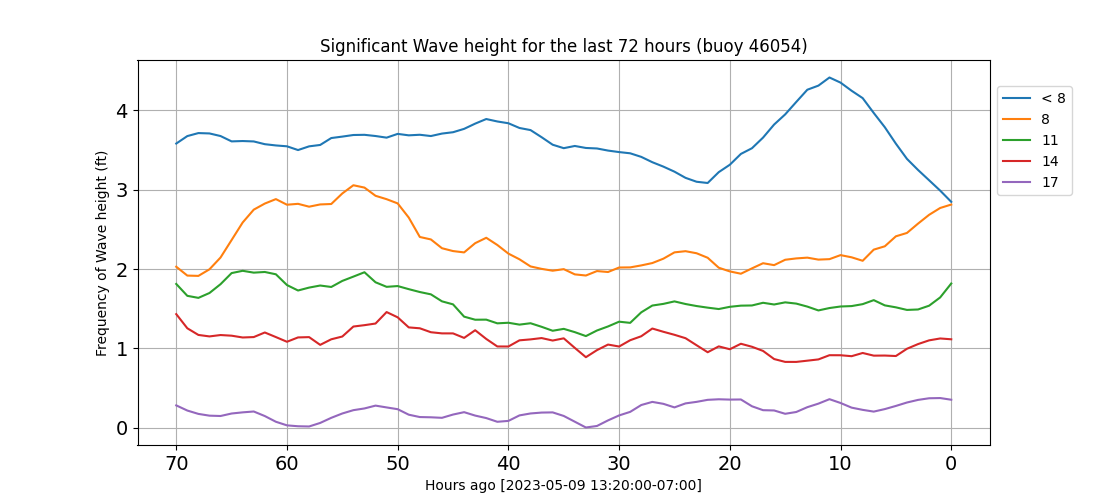 Significant Wave height for the last 72 hours (buoy 46054)
Frequency of Wave height (ft)
4
3
2
1
0
70 60 50 40 30 20 10 0
Hours ago [2023-05-09 13:20:00-07:00]
< 8
8
11
14
17